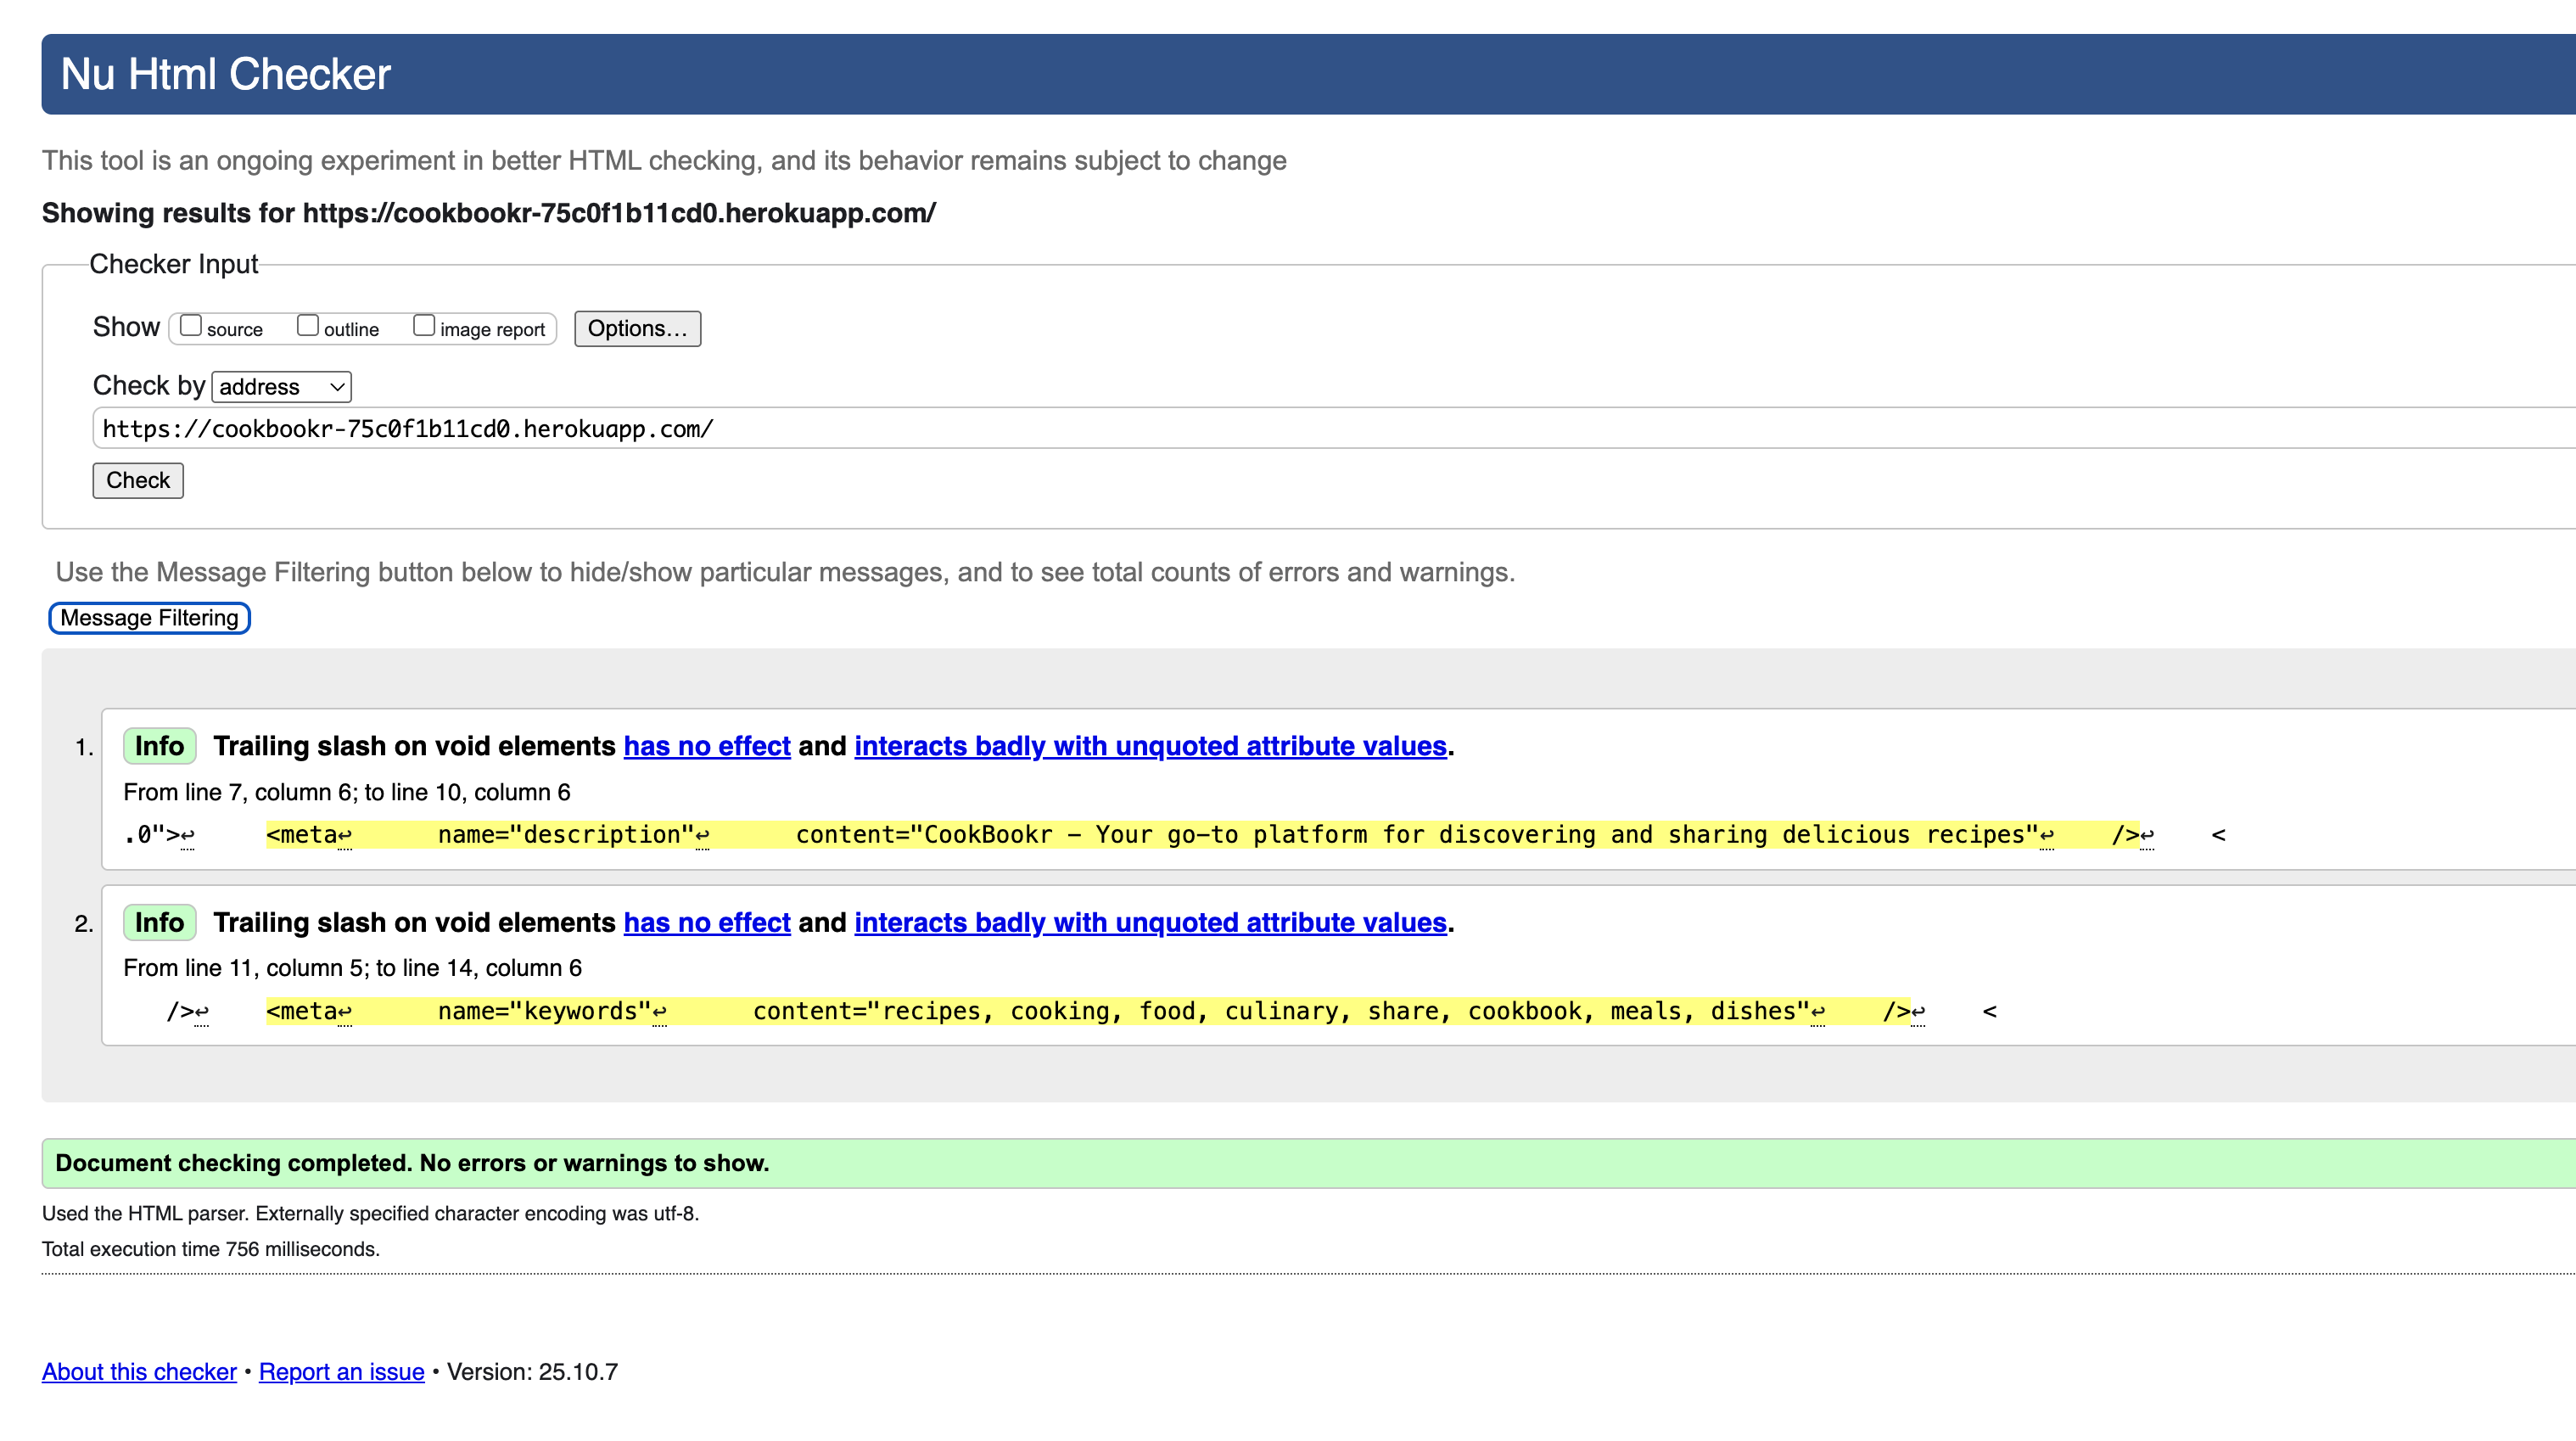 Nu Html Checker
This tool is an ongoing experiment in better HTML checking, and its behavior remains subject to change
Showing results for https://cookbookr-75c0f1b11cd0.herokuapp.com/
Checker Input
Show source outline image report Options...
Check by address
https://cookbookr-75c0f1b11cd0.herokuapp.com/
Check
Use the Message Filtering button below to hide/show particular messages, and to see total counts of errors and warnings.
Message Filtering
1. Info Trailing slash on void elements has no effect and interacts badly with unquoted attribute values.
From line 7, column 6; to line 10, column 6
.0">↩ <meta↩ name="description"↩ content="CookBookr – Your go-to platform for discovering and sharing delicious recipes"↩ />↩ <
2. Info Trailing slash on void elements has no effect and interacts badly with unquoted attribute values.
From line 11, column 5; to line 14, column 6
/>↩ <meta↩ name="keywords"↩ content="recipes, cooking, food, culinary, share, cookbook, meals, dishes"↩ />↩ <
Document checking completed. No errors or warnings to show.
Used the HTML parser. Externally specified character encoding was utf-8.
Total execution time 756 milliseconds.
About this checker • Report an issue • Version: 25.10.7